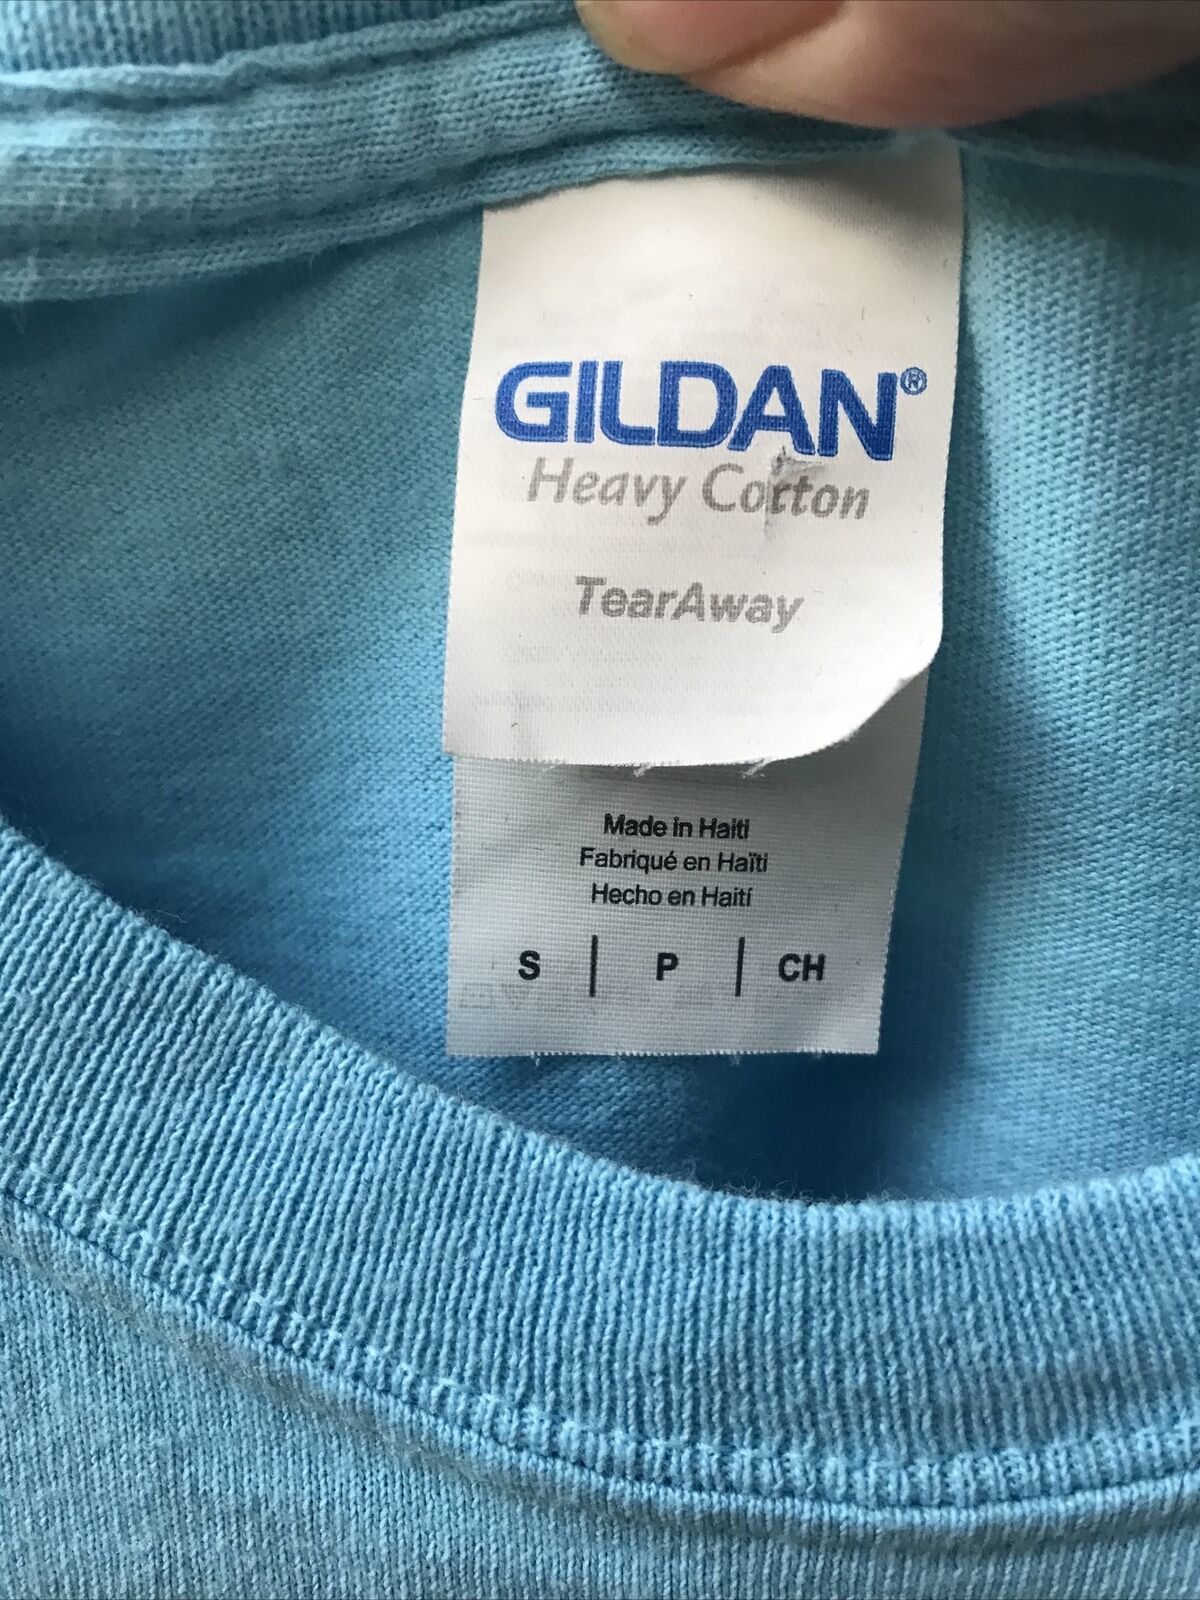 GILDAN®
Heavy Cotton
TearAway
Made in Haiti
Fabriqué en Haïti
Hecho en Haití
S | P | CH